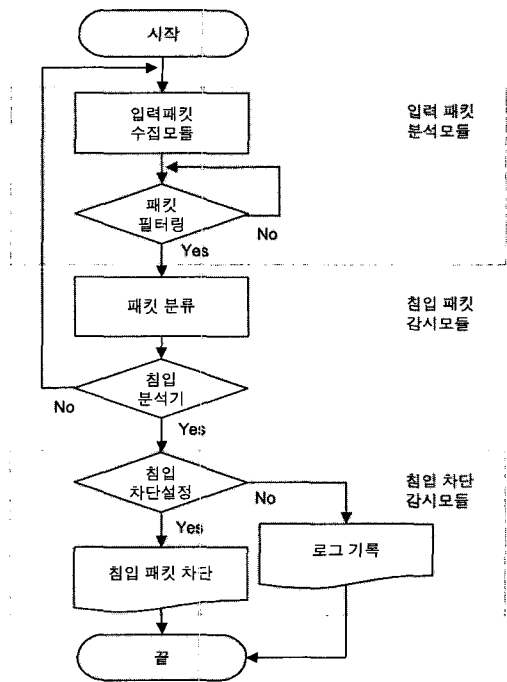 시작
입력패킷
수집모듈
입력 패킷
분석모듈
패킷
필터링
No
Yes
패킷 분류
침입 패킷
감시모듈
침입
분석기
No
Yes
침입
차단설정
침입 차단
감시모듈
No
Yes
로그 기록
침입 패킷 차단
끝